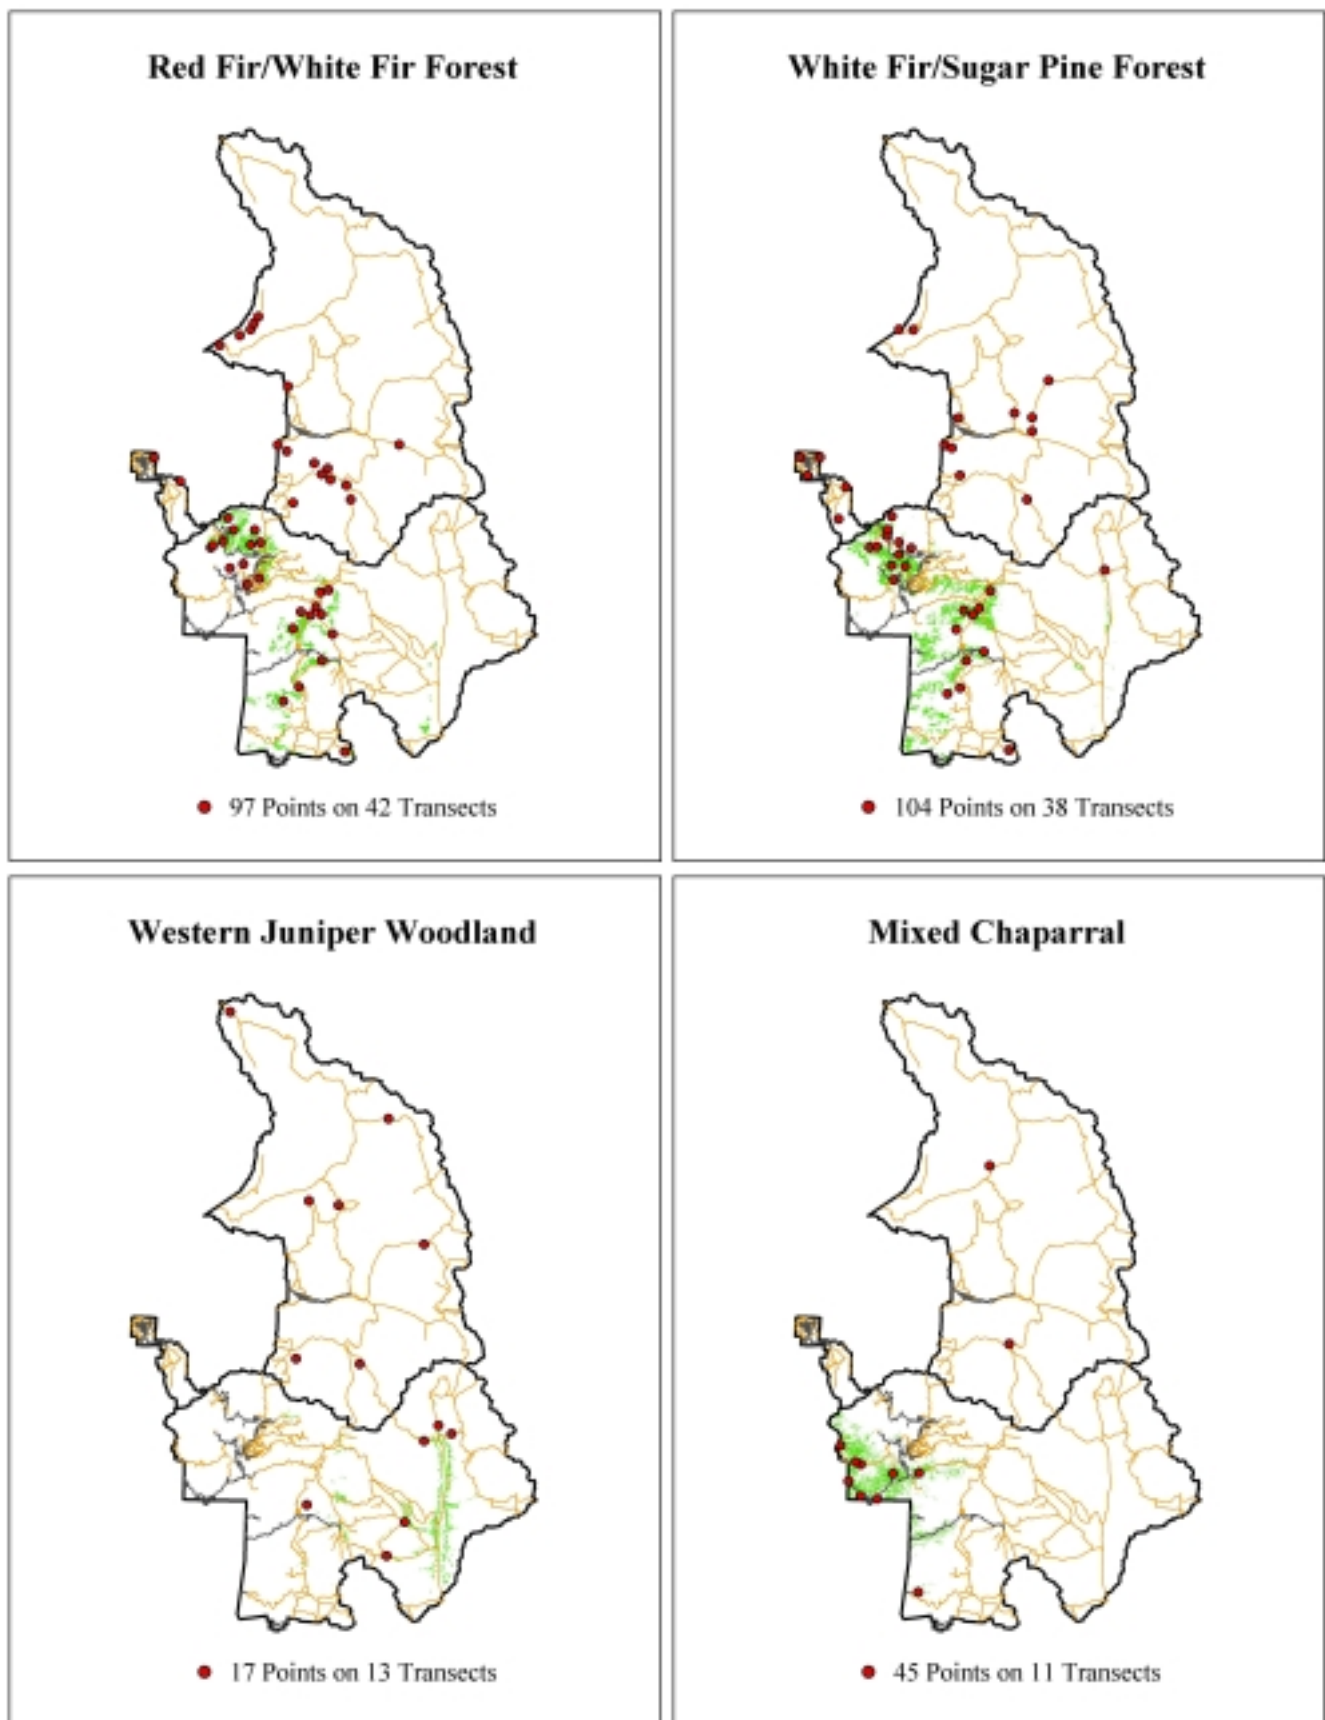 Red Fir/White Fir Forest
White Fir/Sugar Pine Forest
97 Points on 42 Transects
104 Points on 38 Transects
Western Juniper Woodland
Mixed Chaparral
17 Points on 13 Transects
45 Points on 11 Transects